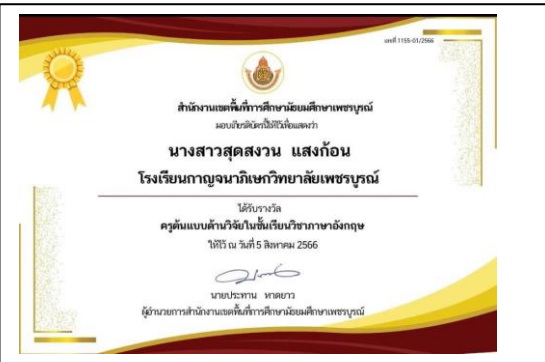 เลขที่ 1155-01/2566
สำนักงานเขตพื้นที่การศึกษามัธยมศึกษาเพชรบูรณ์
มอบเกียรติบัตรนี้ให้ไว้เพื่อแสดงว่า
นางสาวสุดสงวน แสงก้อน
โรงเรียนกาญจนาภิเษกวิทยาลัยเพชรบูรณ์
ได้รับรางวัล
ครูต้นแบบด้านวิจัยในชั้นเรียนวิชาภาษาอังกฤษ
ให้ไว้ ณ วันที่ 5 สิงหาคม 2566
นายประทาน หาดยาว
ผู้อำนวยการสำนักงานเขตพื้นที่การศึกษามัธยมศึกษาเพชรบูรณ์